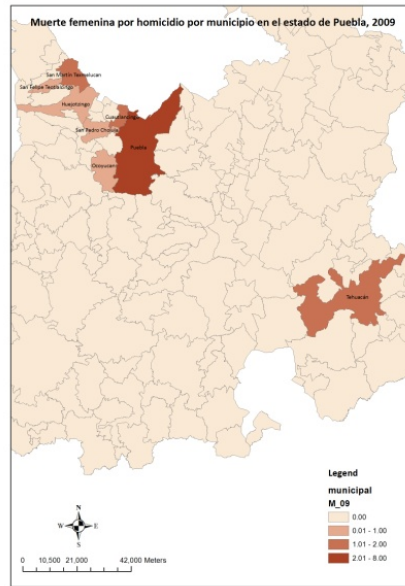 Muerte femenina por homicidio por municipio en el estado de Puebla, 2009
San Martín Texmelucan
San Felipe Teotlalcingo
Huejotzingo
Cuautlancingo
San Pedro Cholula
Puebla
Ocoyucan
Tehuacán
Legend
municipal
M_09
0.00
0.01 - 1.00
1.01 - 2.00
2.01 - 8.00
N
W E
S
0 10,500 21,000 42,000 Meters